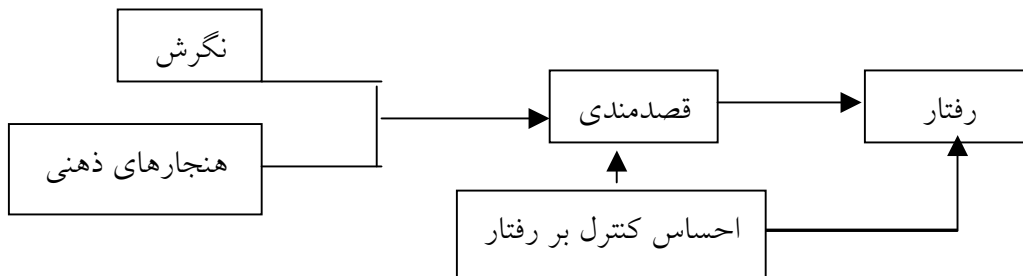 نگرش
هنجارهای ذهنی
قصدمندی
رفتار
احساس کنترل بر رفتار